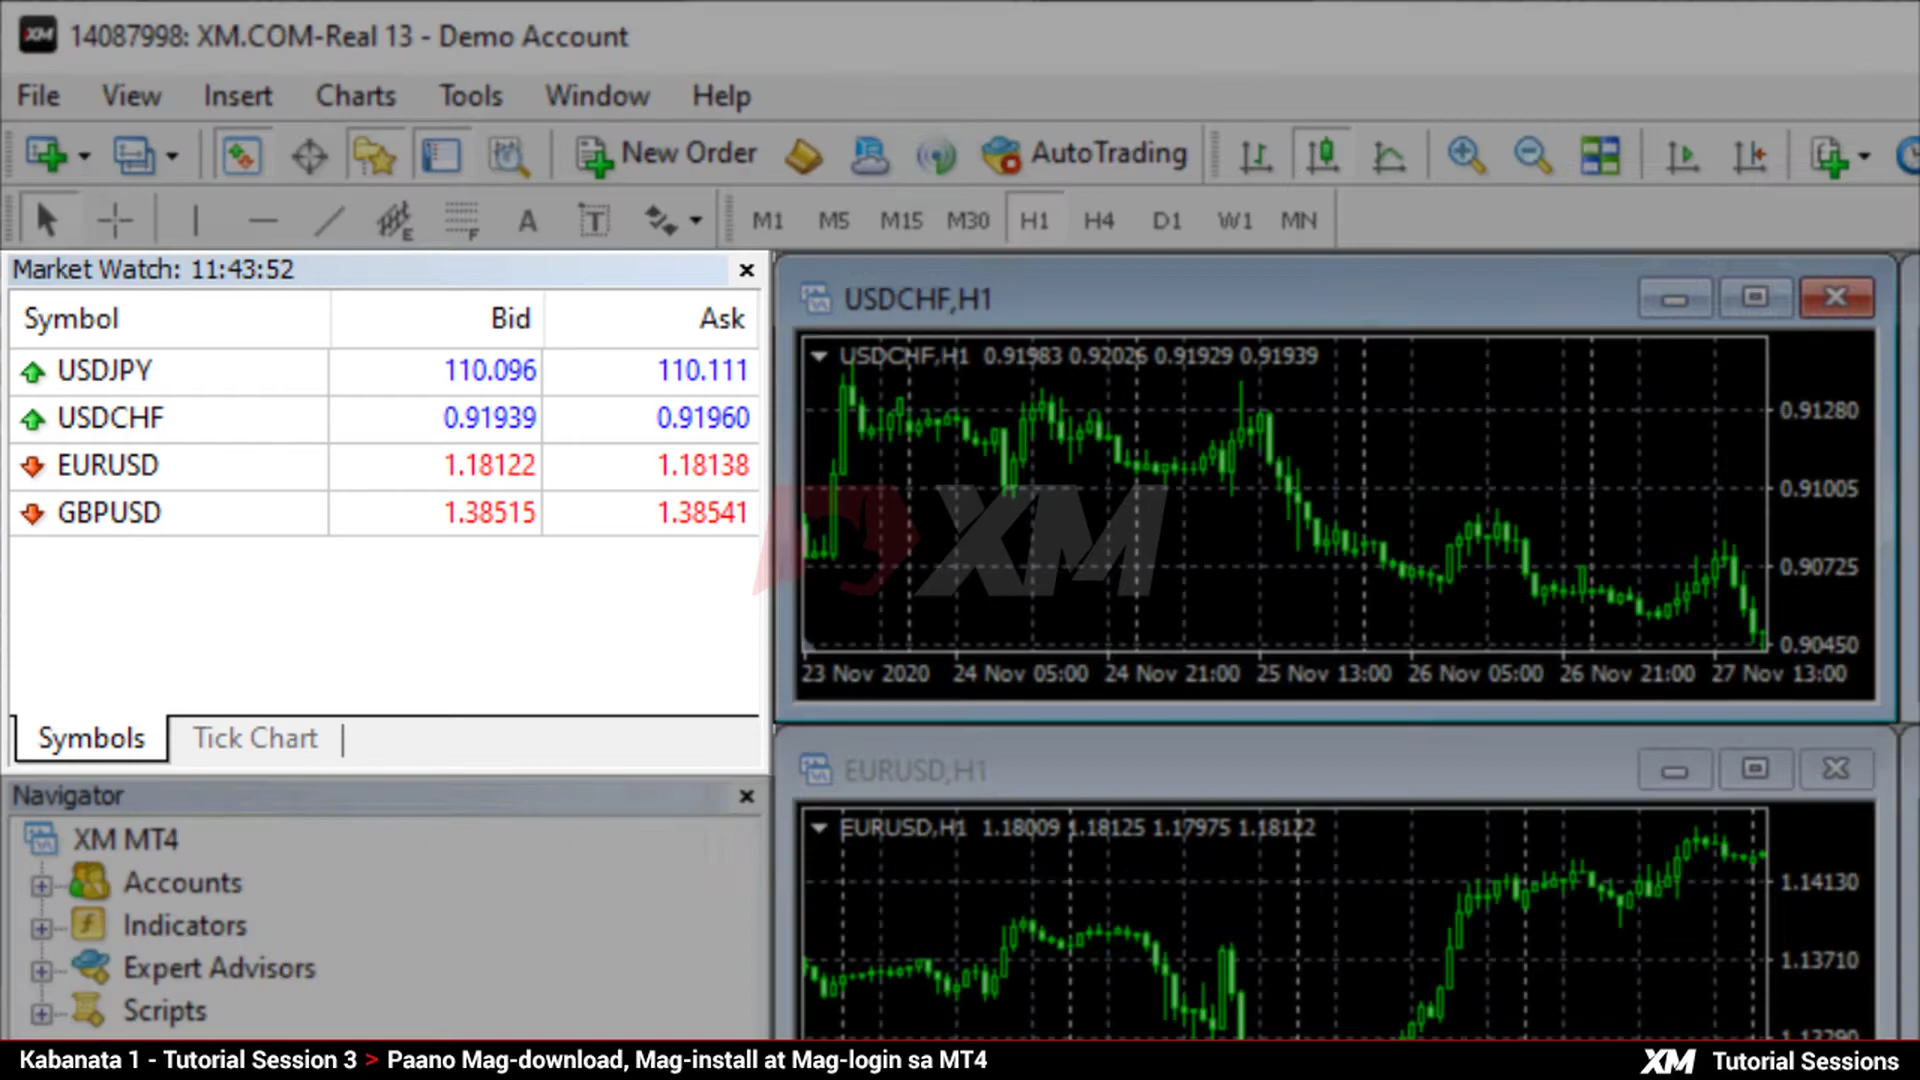 XM 14087998: XM.COM-Real 13 - Demo Account
File View Insert Charts Tools Window Help
New Order AutoTrading
E F A T M1 M5 M15 M30 H1 H4 D1 W1 MN
Market Watch: 11:43:52
Symbol Bid Ask
USDJPY 110.096 110.111
USDCHF 0.91939 0.91960
EURUSD 1.18122 1.18138
GBPUSD 1.38515 1.38541
Symbols Tick Chart
Navigator
XM MT4
Accounts
Indicators
Expert Advisors
Scripts
USDCHF,H1
USDCHF,H1 0.91983 0.92026 0.91929 0.91939
0.91280
0.91005
0.90725
0.90450
23 Nov 2020 24 Nov 05:00 24 Nov 21:00 25 Nov 13:00 26 Nov 05:00 26 Nov 21:00 27 Nov 13:00
XM
EURUSD,H1
EURUSD,H1 1.18009 1.18125 1.17975 1.18122
1.14130
1.13710
1.13290
Kabanata 1 - Tutorial Session 3 > Paano Mag-download, Mag-install at Mag-login sa MT4
XM Tutorial Sessions